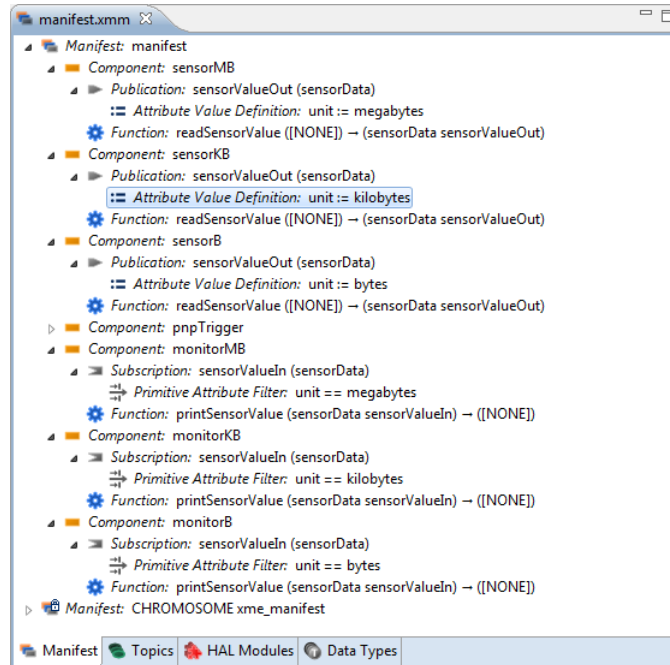 manifest.xmm
Manifest: manifest
Component: sensorMB
Publication: sensorValueOut (sensorData)
Attribute Value Definition: unit := megabytes
Function: readSensorValue ([NONE]) → (sensorData sensorValueOut)
Component: sensorKB
Publication: sensorValueOut (sensorData)
Attribute Value Definition: unit := kilobytes
Function: readSensorValue ([NONE]) → (sensorData sensorValueOut)
Component: sensorB
Publication: sensorValueOut (sensorData)
Attribute Value Definition: unit := bytes
Function: readSensorValue ([NONE]) → (sensorData sensorValueOut)
Component: pnpTrigger
Component: monitorMB
Subscription: sensorValueIn (sensorData)
Primitive Attribute Filter: unit == megabytes
Function: printSensorValue (sensorData sensorValueIn) → ([NONE])
Component: monitorKB
Subscription: sensorValueIn (sensorData)
Primitive Attribute Filter: unit == kilobytes
Function: printSensorValue (sensorData sensorValueIn) → ([NONE])
Component: monitorB
Subscription: sensorValueIn (sensorData)
Primitive Attribute Filter: unit == bytes
Function: printSensorValue (sensorData sensorValueIn) → ([NONE])
Manifest: CHROMOSOME xme_manifest
Manifest Topics HAL Modules Data Types